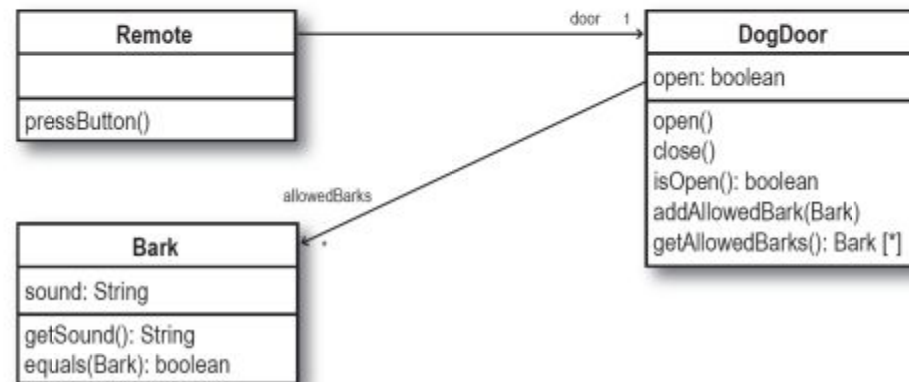 Remote
pressButton()
door 1
DogDoor
open: boolean
open()
close()
isOpen(): boolean
addAllowedBark(Bark)
getAllowedBarks(): Bark [*]
allowedBarks
*
Bark
sound: String
getSound(): String
equals(Bark): boolean